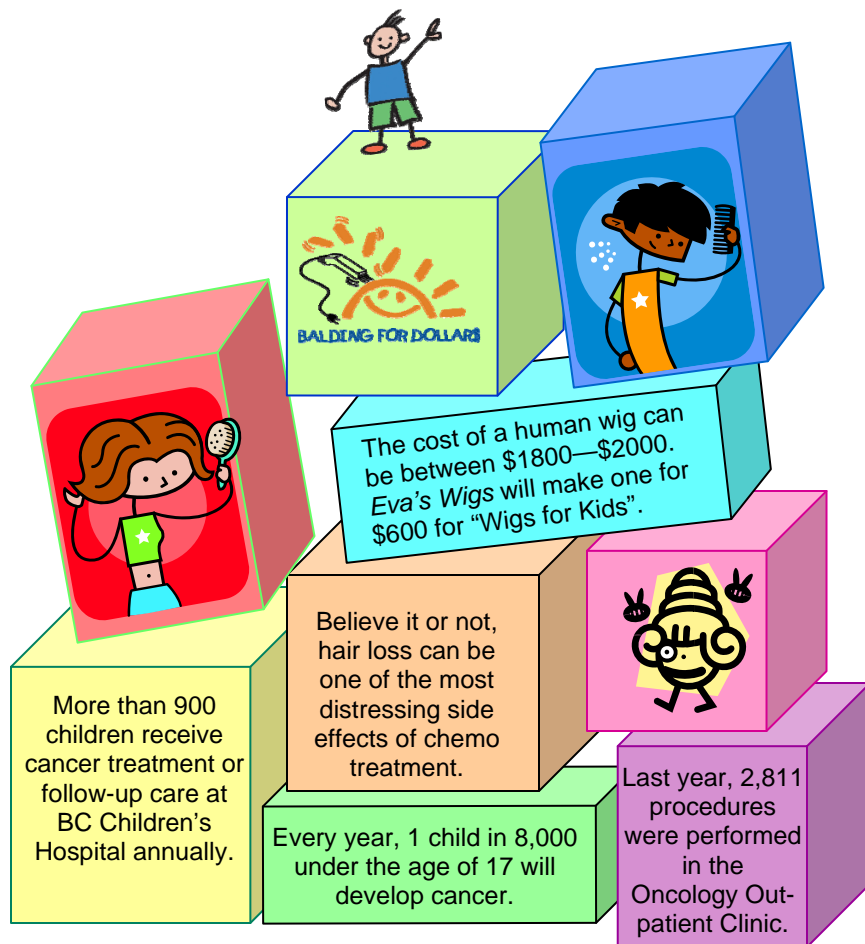 BALDING FOR DOLLAR$
The cost of a human wig can
be between $1800—$2000.
Eva's Wigs will make one for
$600 for “Wigs for Kids”.
Believe it or not,
hair loss can be
one of the most
distressing side
effects of chemo
treatment.
More than 900
children receive
cancer treatment or
follow-up care at
BC Children's
Hospital annually.
Every year, 1 child in 8,000
under the age of 17 will
develop cancer.
Last year, 2,811
procedures
were performed
in the
Oncology Out-
patient Clinic.